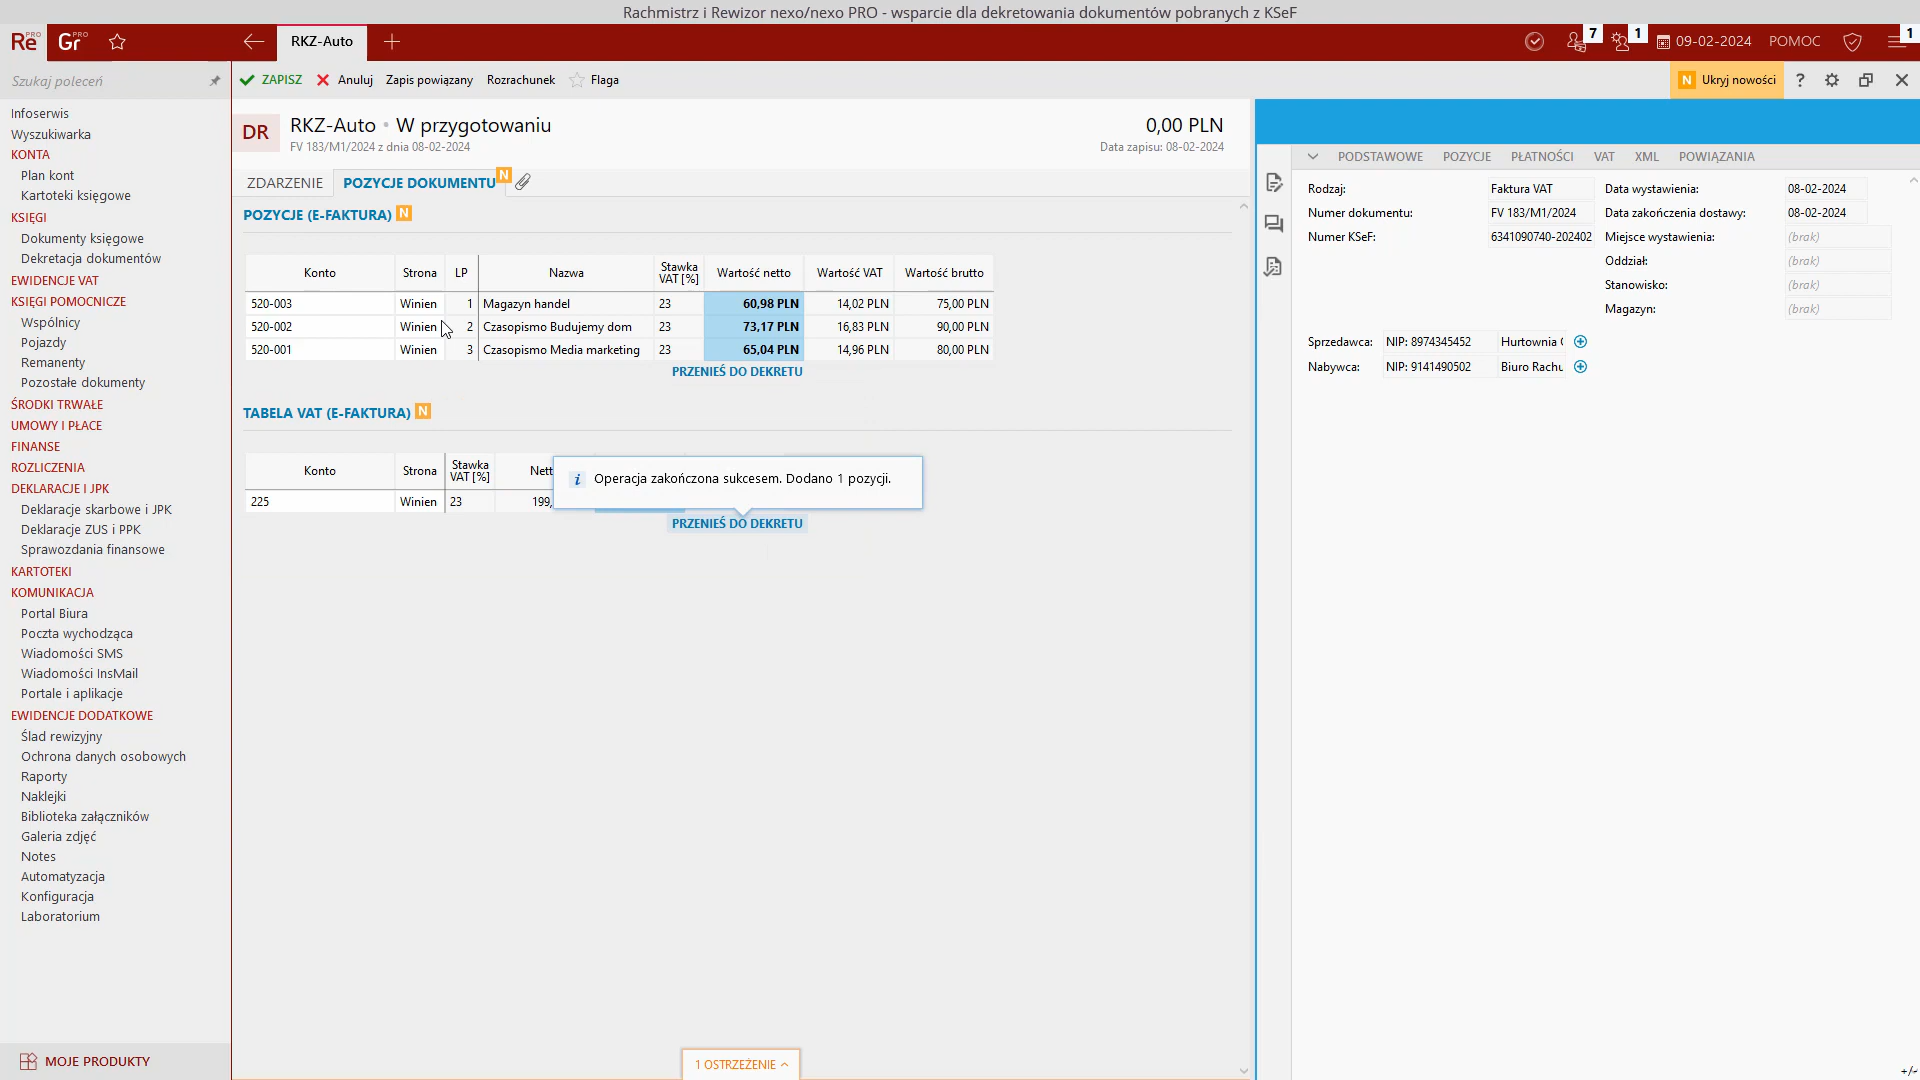 Rachmistrz i Rewizor nexo/nexo PRO - wsparcie dla dekretowania dokumentów pobranych z KSeF
Re PRO Gr PRO
RKZ-Auto
7 1 09-02-2024 POMOC 1
Szukaj poleceń
ZAPISZ Anuluj Zapis powiązany Rozrachunek Flaga
N Ukryj nowości ?
Infoserwis
Wyszukiwarka
KONTA
Plan kont
Kartoteki księgowe
KSIĘGI
Dokumenty księgowe
Dekretacja dokumentów
EWIDENCJE VAT
KSIĘGI POMOCNICZE
Wspólnicy
Pojazdy
Remanenty
Pozostałe dokumenty
ŚRODKI TRWAŁE
UMOWY I PŁACE
FINANSE
ROZLICZENIA
DEKLARACJE I JPK
Deklaracje skarbowe i JPK
Deklaracje ZUS i PPK
Sprawozdania finansowe
KARTOTEKI
KOMUNIKACJA
Portal Biura
Poczta wychodząca
Wiadomości SMS
Wiadomości InsMail
Portale i aplikacje
EWIDENCJE DODATKOWE
Ślad rewizyjny
Ochrona danych osobowych
Raporty
Naklejki
Biblioteka załączników
Galeria zdjęć
Notes
Automatyzacja
Konfiguracja
Laboratorium
MOJE PRODUKTY
DR RKZ-Auto • W przygotowaniu 0,00 PLN
FV 183/M1/2024 z dnia 08-02-2024 Data zapisu: 08-02-2024
ZDARZENIE POZYCJE DOKUMENTU N
POZYCJE (E-FAKTURA) N
Konto Strona LP Nazwa Stawka VAT [%] Wartość netto Wartość VAT Wartość brutto
520-003 Winien 1 Magazyn handel 23 60,98 PLN 14,02 PLN 75,00 PLN
520-002 Winien 2 Czasopismo Budujemy dom 23 73,17 PLN 16,83 PLN 90,00 PLN
520-001 Winien 3 Czasopismo Media marketing 23 65,04 PLN 14,96 PLN 80,00 PLN
PRZENIEŚ DO DEKRETU
TABELA VAT (E-FAKTURA) N
Konto Strona Stawka VAT [%] Nett
225 Winien 23 199,
i Operacja zakończona sukcesem. Dodano 1 pozycji.
PRZENIEŚ DO DEKRETU
1 OSTRZEŻENIE
PODSTAWOWE POZYCJE PŁATNOŚCI VAT XML POWIĄZANIA
Rodzaj: Faktura VAT Data wystawienia: 08-02-2024
Numer dokumentu: FV 183/M1/2024 Data zakończenia dostawy: 08-02-2024
Numer KSeF: 6341090740-202402 Miejsce wystawienia: (brak)
Oddział: (brak)
Stanowisko: (brak)
Magazyn: (brak)
Sprzedawca: NIP: 8974345452 Hurtownia
Nabywca: NIP: 9141490502 Biuro Rachu
+/-